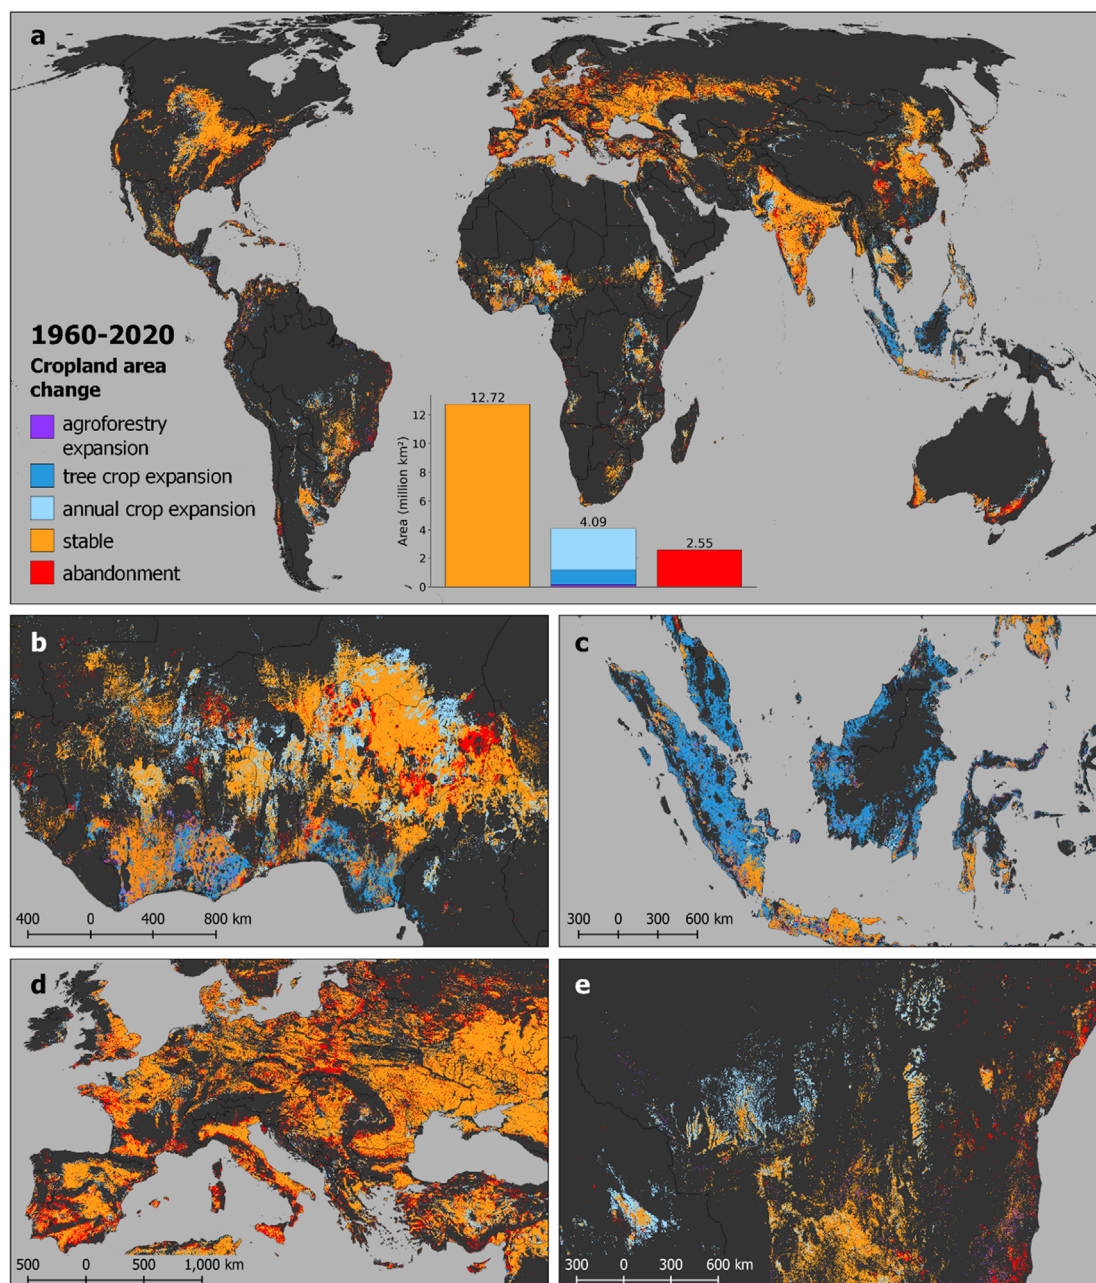 a
1960-2020
Cropland area
change
agroforestry
expansion
tree crop expansion
annual crop expansion
stable
abandonment
Area (million km²)
12
10
8
6
4
2
0
12.72
4.09
2.55
b
400 0 400 800 km
c
300 0 300 600 km
d
500 0 500 1,000 km
e
300 0 300 600 km